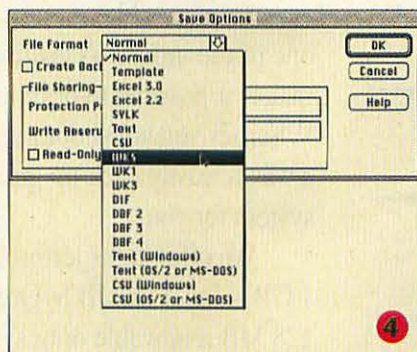 Save Options
File Format Normal
OK
Create Bac
Cancel
File Sharing
Help
Protection P
Write Reserv
Read-Only
Normal
Template
Excel 3.0
Excel 2.2
SYLK
Text
CSV
WKS
WK1
WK3
DIF
DBF 2
DBF 3
DBF 4
Text (Windows)
Text (OS/2 or MS-DOS)
CSV (Windows)
CSV (OS/2 or MS-DOS)
4